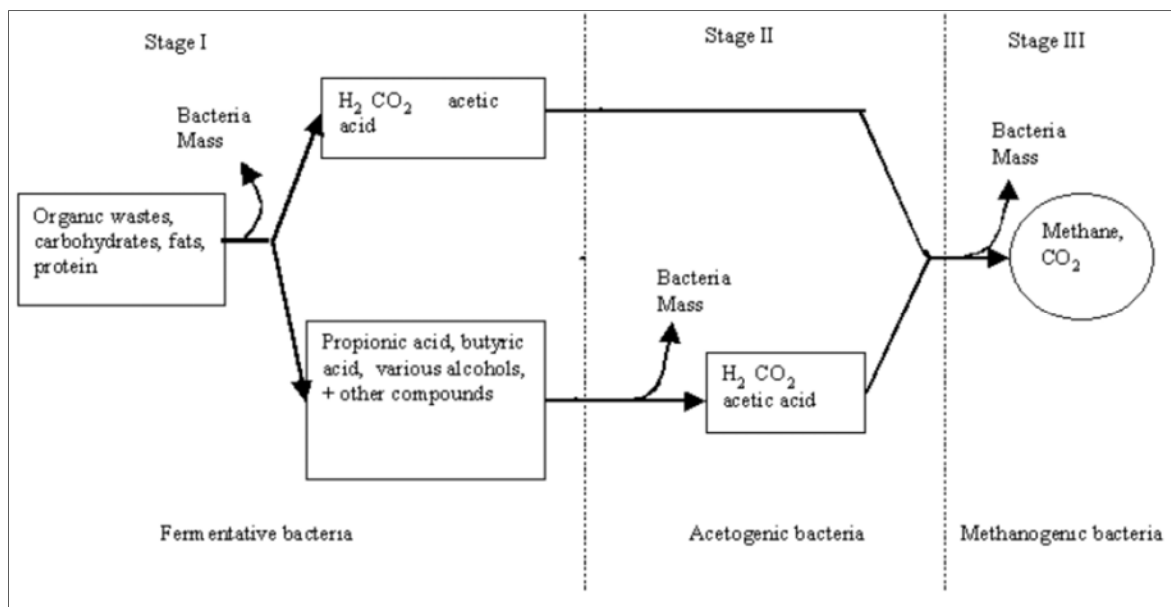 Stage I
Stage II
Stage III
H₂ CO₂ acetic
acid
Bacteria
Mass
Bacteria
Mass
Organic wastes,
carbohydrates, fats,
protein
Methane,
CO₂
Bacteria
Mass
Propionic acid, butyric
acid, various alcohols,
+ other compounds
H₂ CO₂
acetic acid
Fermentative bacteria
Acetogenic bacteria
Methanogenic bacteria